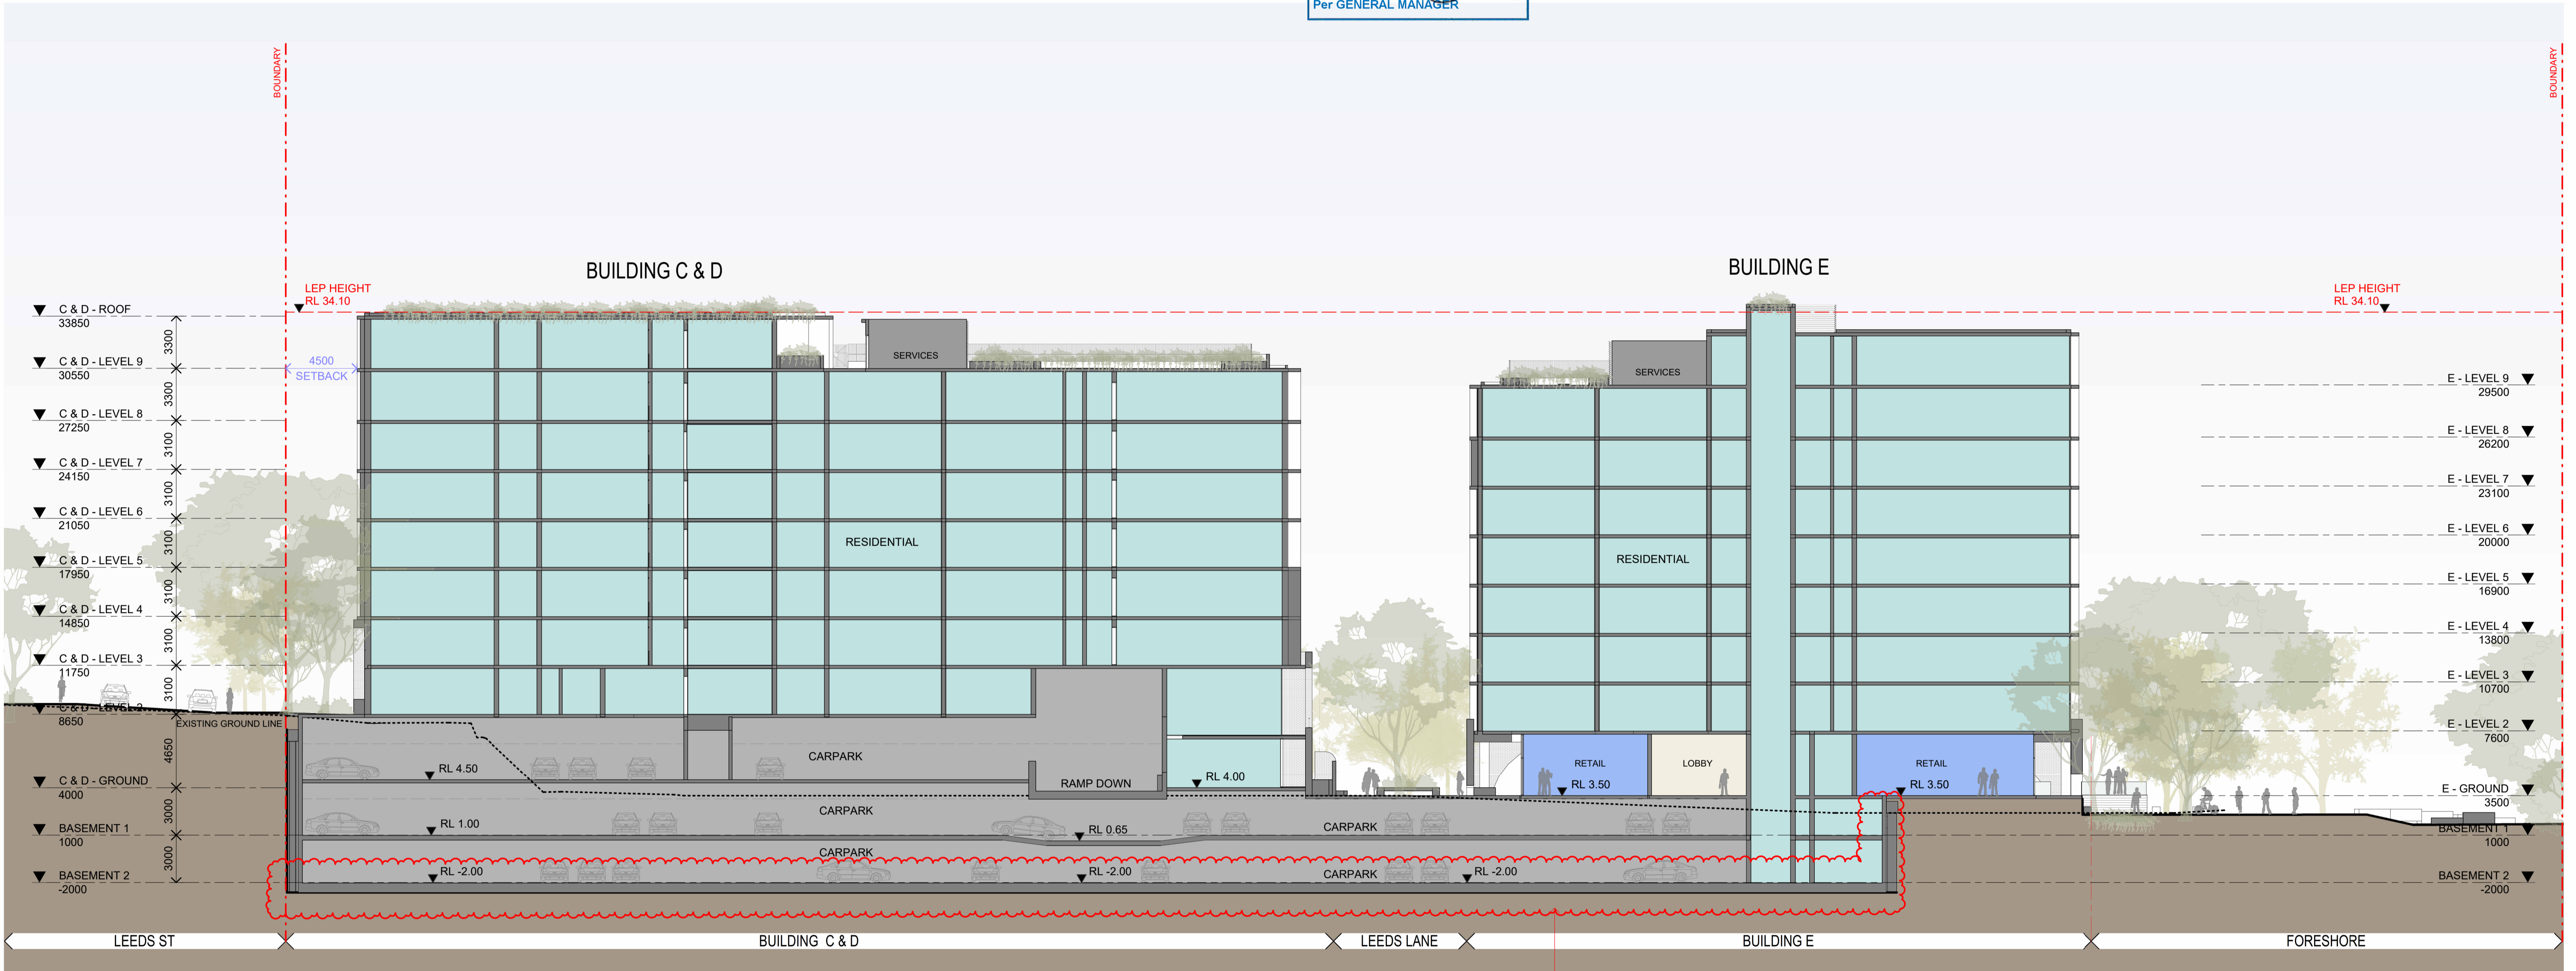 Per GENERAL MANAGER
BOUNDARY
BOUNDARY
BUILDING C & D
BUILDING E
LEP HEIGHT
RL 34.10
LEP HEIGHT
RL 34.10
C & D - ROOF
33850
3300
C & D - LEVEL 9
30550
3300
C & D - LEVEL 8
27250
3100
C & D - LEVEL 7
24150
3100
C & D - LEVEL 6
21050
3100
C & D - LEVEL 5
17950
3100
C & D - LEVEL 4
14850
3100
C & D - LEVEL 3
11750
3100
C & D - LEVEL 2
8650
EXISTING GROUND LINE
4650
C & D - GROUND
4000
3000
BASEMENT 1
1000
3000
BASEMENT 2
-2000
4500
SETBACK
SERVICES
SERVICES
RESIDENTIAL
RESIDENTIAL
CARPARK
RL 4.50
RAMP DOWN
RL 4.00
RETAIL
LOBBY
RETAIL
RL 3.50
RL 3.50
CARPARK
RL 1.00
RL 0.65
CARPARK
CARPARK
RL -2.00
RL -2.00
CARPARK
RL -2.00
E - LEVEL 9
29500
E - LEVEL 8
26200
E - LEVEL 7
23100
E - LEVEL 6
20000
E - LEVEL 5
16900
E - LEVEL 4
13800
E - LEVEL 3
10700
E - LEVEL 2
7600
E - GROUND
3500
BASEMENT 1
1000
BASEMENT 2
-2000
LEEDS ST
BUILDING C & D
LEEDS LANE
BUILDING E
FORESHORE